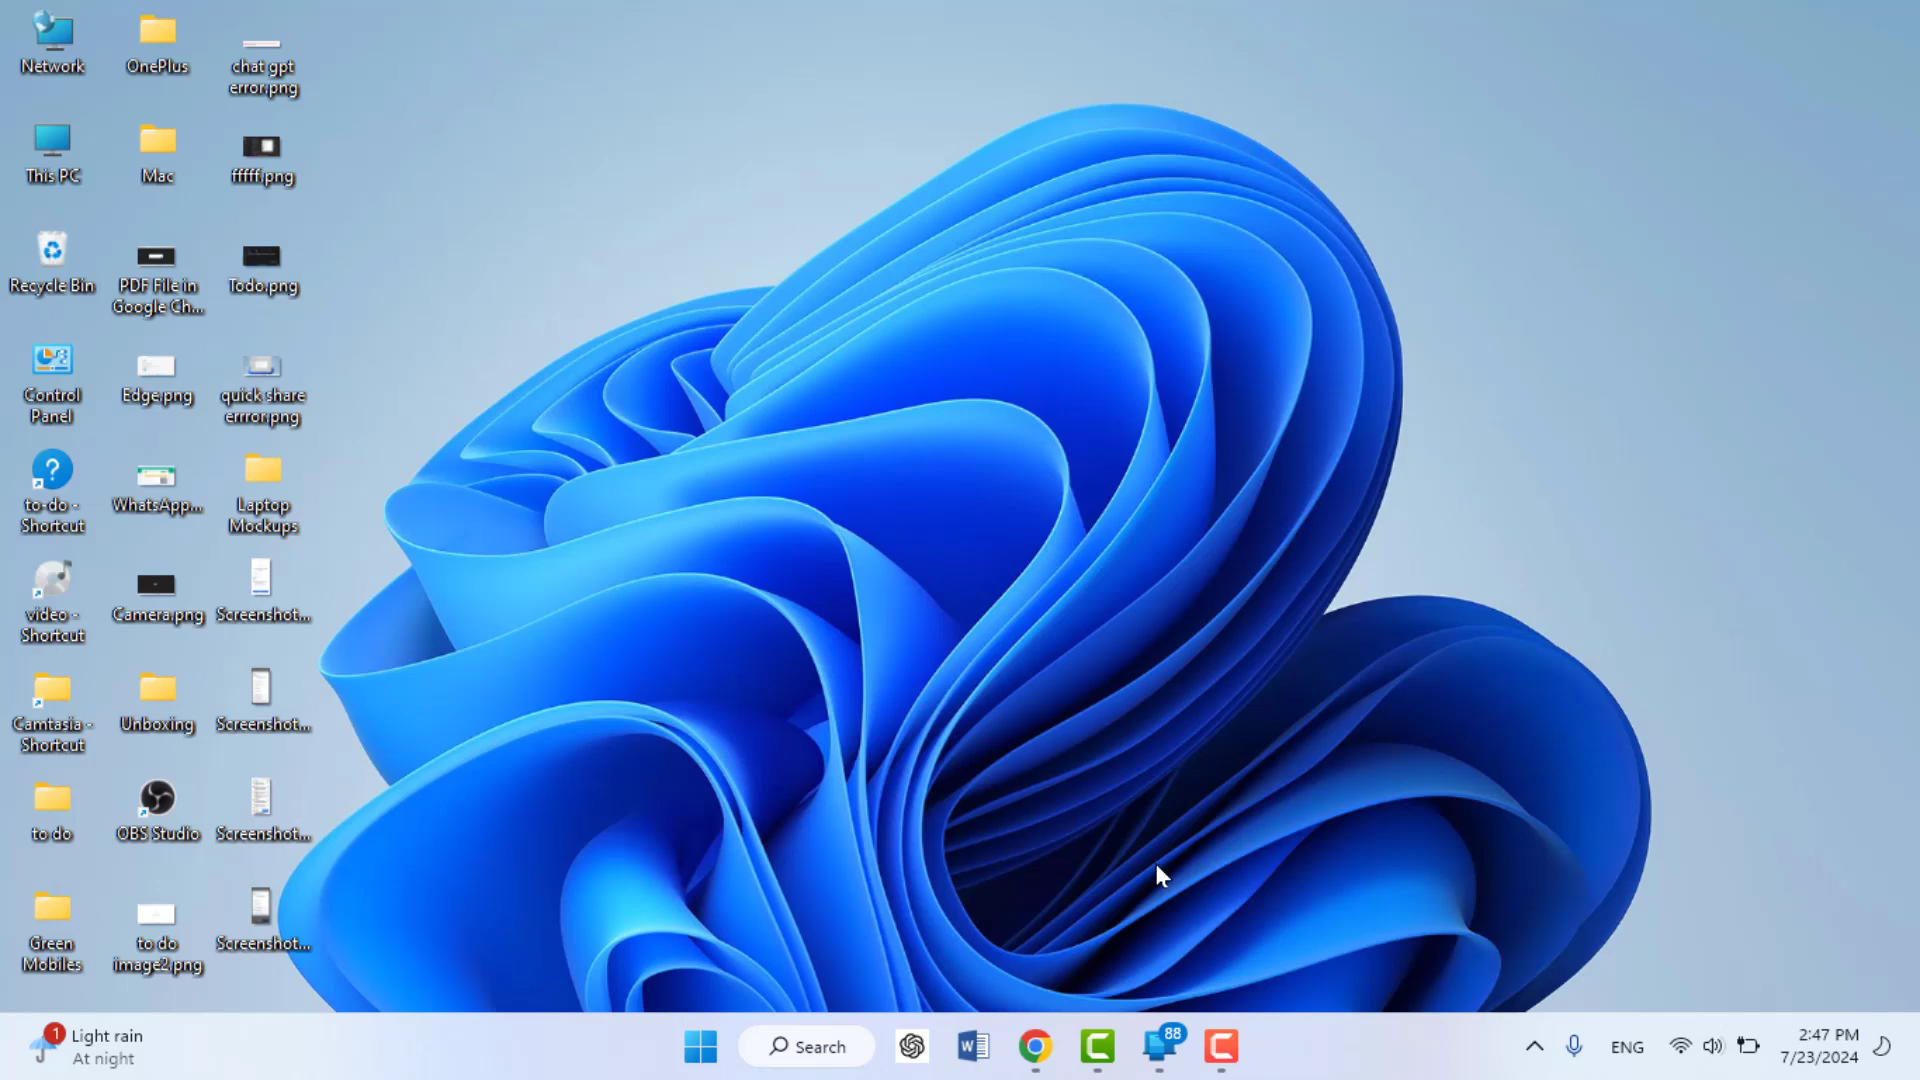 Network
OnePlus
chat gpt
error.png
This PC
Mac
fffff.png
Recycle Bin
PDF File in
Google Ch...
Todo.png
Control
Panel
Edge.png
quick share
errror.png
to-do -
Shortcut
WhatsApp...
Laptop
Mockups
video -
Shortcut
Camera.png
Screenshot...
Camtasia -
Shortcut
Unboxing
Screenshot...
to do
OBS Studio
Screenshot...
Green
Mobiles
to do
image2.png
Screenshot...
1
Light rain
At night
Search
88
ENG
2:47 PM
7/23/2024